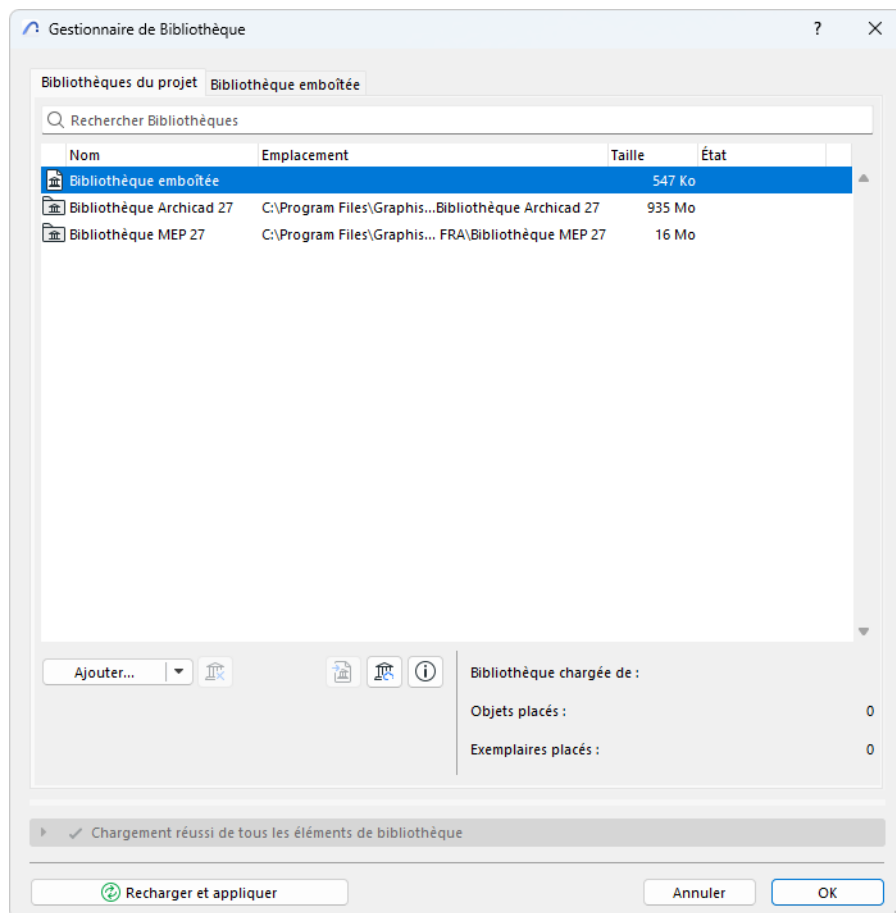 Gestionnaire de Bibliothèque ?
Bibliothèques du projet Bibliothèque emboîtée
Rechercher Bibliothèques
Nom Emplacement Taille État
Bibliothèque emboîtée 547 Ko
Bibliothèque Archicad 27 C:\Program Files\Graphis...Bibliothèque Archicad 27 935 Mo
Bibliothèque MEP 27 C:\Program Files\Graphis... FRA\Bibliothèque MEP 27 16 Mo
Ajouter... Bibliothèque chargée de :
Objets placés : 0
Exemplaires placés : 0
Chargement réussi de tous les éléments de bibliothèque
Recharger et appliquer Annuler OK